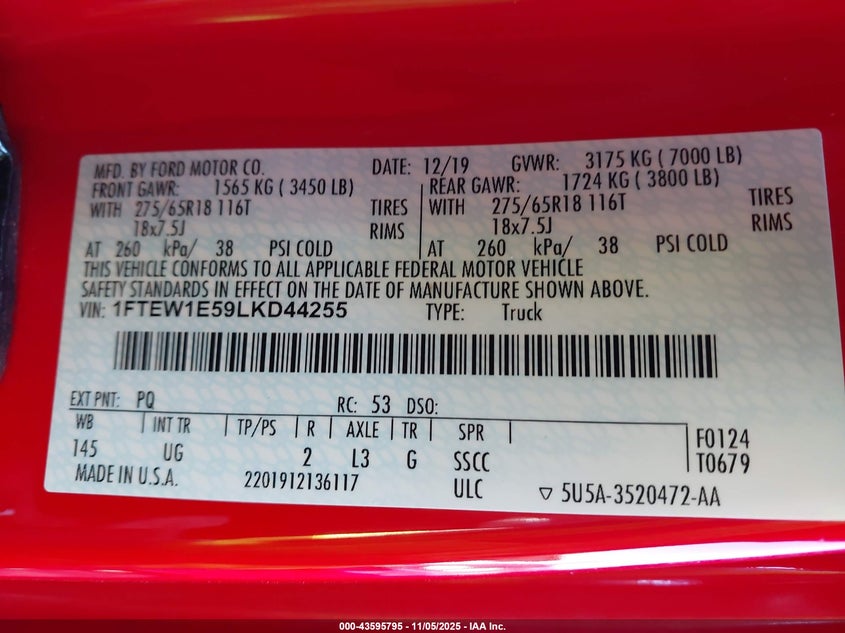 MFD. BY FORD MOTOR CO. DATE: 12/19 GVWR: 3175 KG ( 7000 LB)
FRONT GAWR: 1565 KG ( 3450 LB) REAR GAWR: 1724 KG ( 3800 LB)
WITH 275/65R18 116T TIRES WITH 275/65R18 116T TIRES
18x7.5J RIMS 18x7.5J RIMS
AT 260 kPa/ 38 PSI COLD AT 260 kPa/ 38 PSI COLD
THIS VEHICLE CONFORMS TO ALL APPLICABLE FEDERAL MOTOR VEHICLE
SAFETY STANDARDS IN EFFECT ON THE DATE OF MANUFACTURE SHOWN ABOVE.
VIN: 1FTEW1E59LKD44255 TYPE: Truck
EXT PNT: PQ RC: 53 DSO:
WB INT TR TP/PS R AXLE TR SPR
145 UG 2 L3 G SSCC
F0124
T0679
MADE IN U.S.A. 2201912136117 ULC ▽ 5U5A-3520472-AA
000-43595795 - 11/05/2025 - IAA Inc.